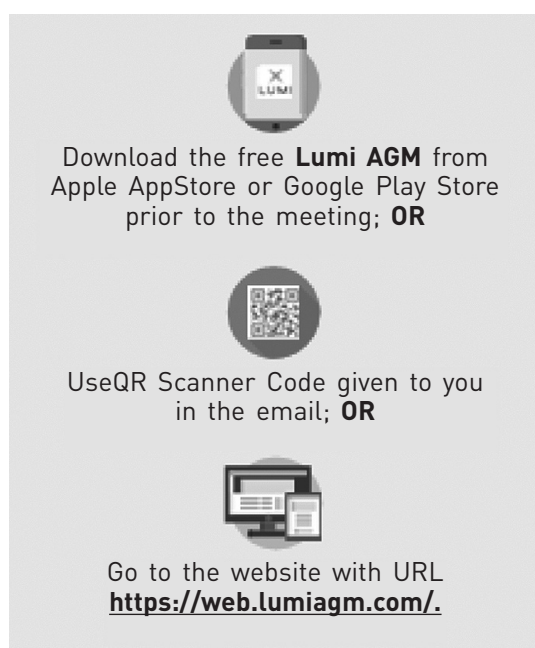 LUMI
Download the free Lumi AGM from
Apple AppStore or Google Play Store
prior to the meeting; OR
UseQR Scanner Code given to you
in the email; OR
Go to the website with URL
https://web.lumiagm.com/.